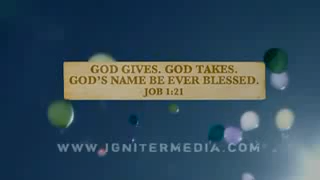 GOD GIVES. GOD TAKES.
GOD'S NAME BE EVER BLESSED.
JOB 1:21
WWW.IGNITERMEDIA.COM